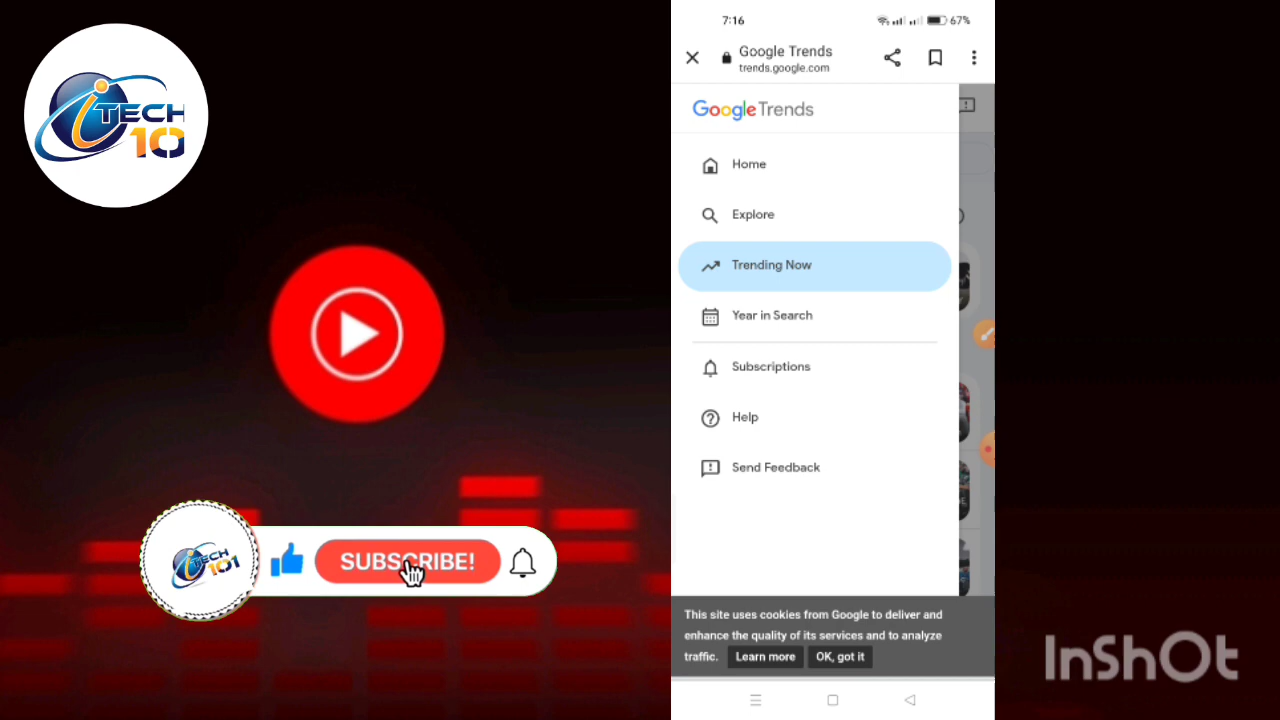 iTECH
10
iTECH
101
SUBSCRIBE!
7:16
67%
Google Trends
trends.google.com
Google Trends
Home
Explore
Trending Now
Year in Search
Subscriptions
Help
Send Feedback
This site uses cookies from Google to deliver and
enhance the quality of its services and to analyze
traffic. Learn more OK, got it
InShOt